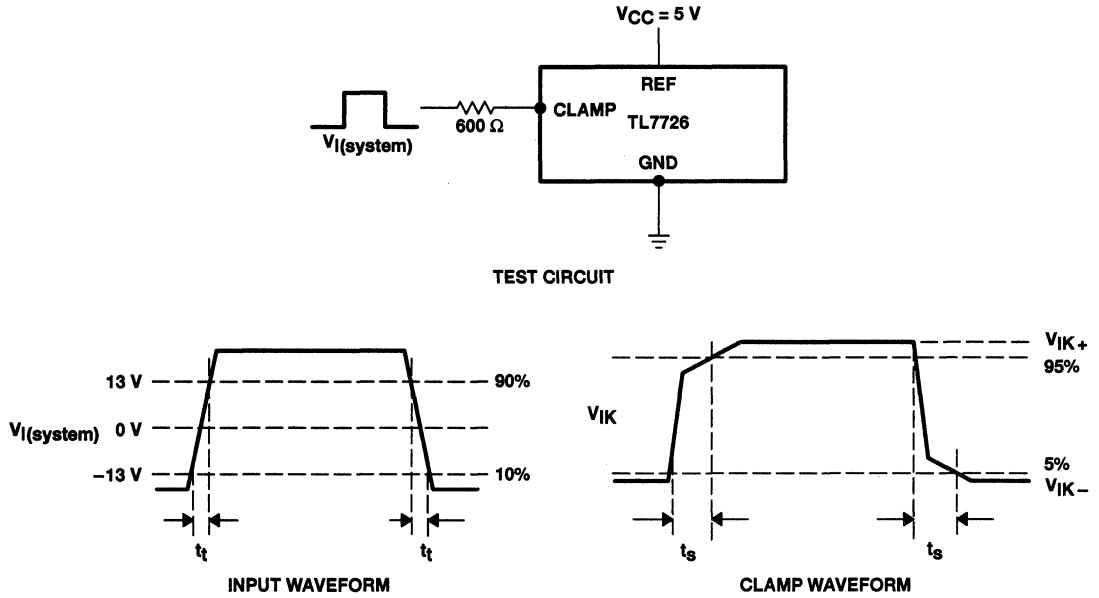 VCC = 5 V
REF
CLAMP
TL7726
600 Ω
VI(system)
GND
TEST CIRCUIT
13 V
90%
VI(system)
0 V
–13 V
10%
tt
tt
INPUT WAVEFORM
VIK+
95%
VIK
5%
VIK–
ts
ts
CLAMP WAVEFORM